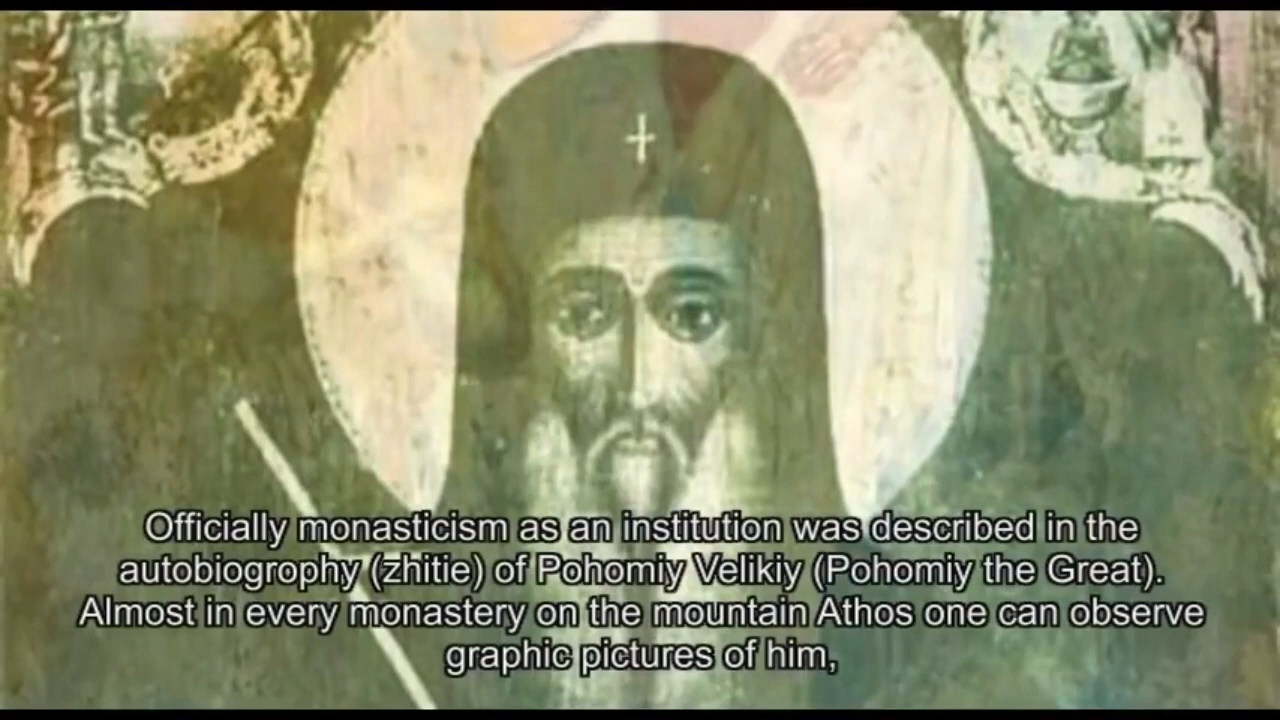 Officially monasticism as an institution was described in the
autobiogrophy (zhitie) of Pohomiy Velikiy (Pohomiy the Great).
Almost in every monastery on the mountain Athos one can observe
graphic pictures of him,